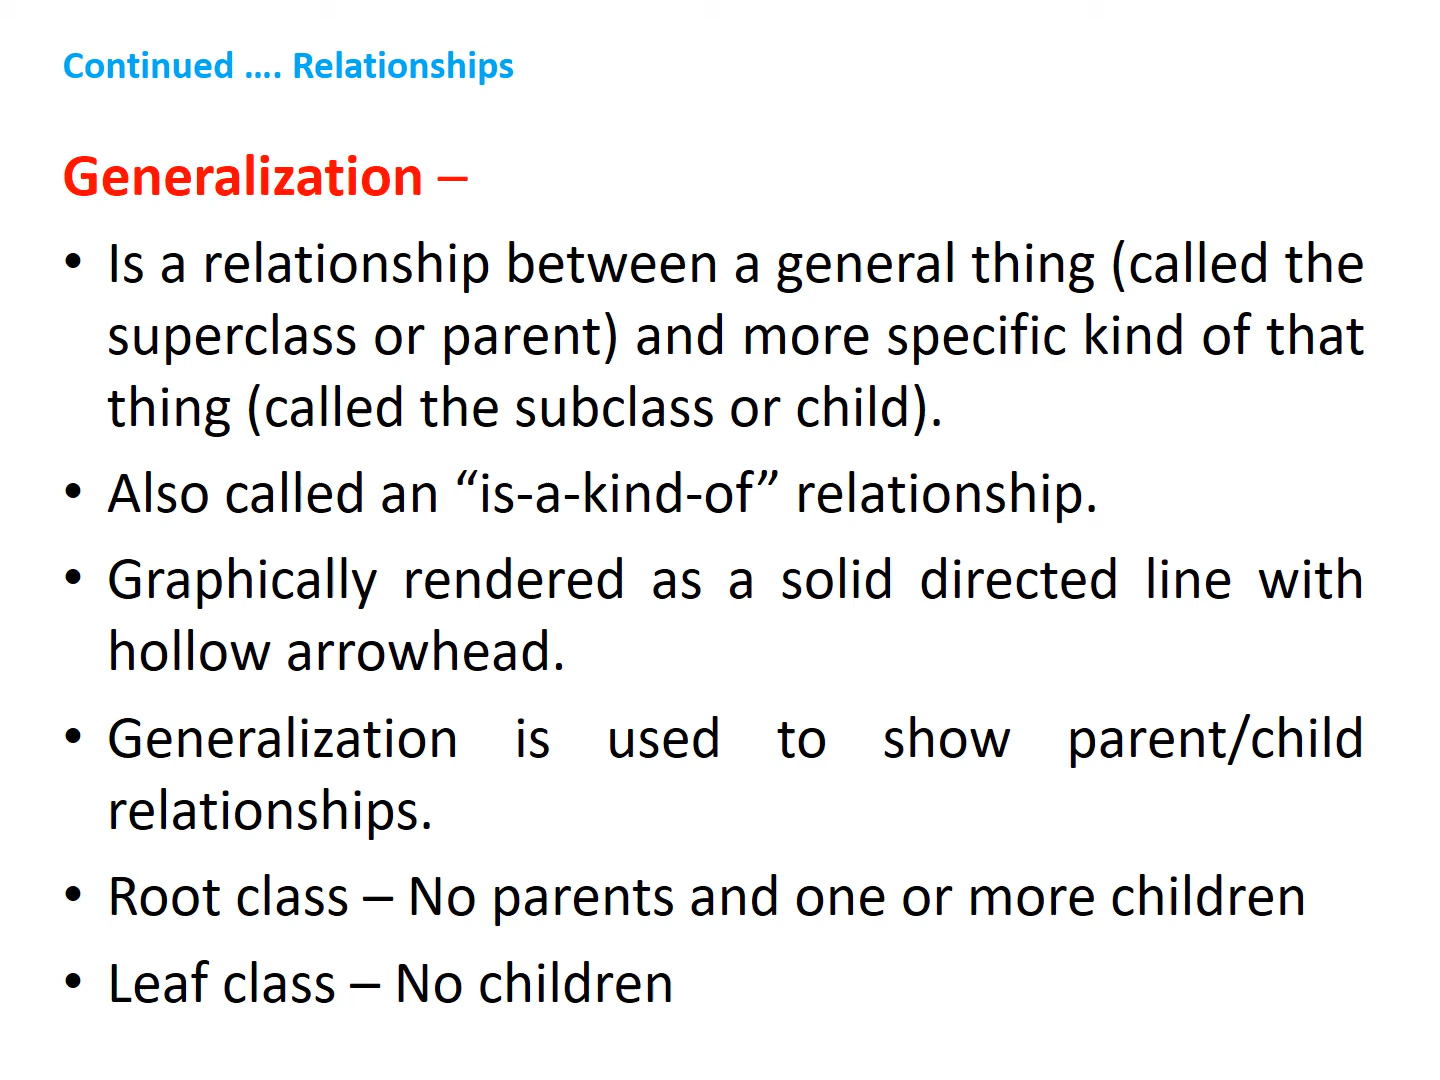 Continued .... Relationships
Generalization –
• Is a relationship between a general thing (called the
superclass or parent) and more specific kind of that
thing (called the subclass or child).
• Also called an “is-a-kind-of” relationship.
• Graphically rendered as a solid directed line with
hollow arrowhead.
• Generalization is used to show parent/child
relationships.
• Root class – No parents and one or more children
• Leaf class – No children